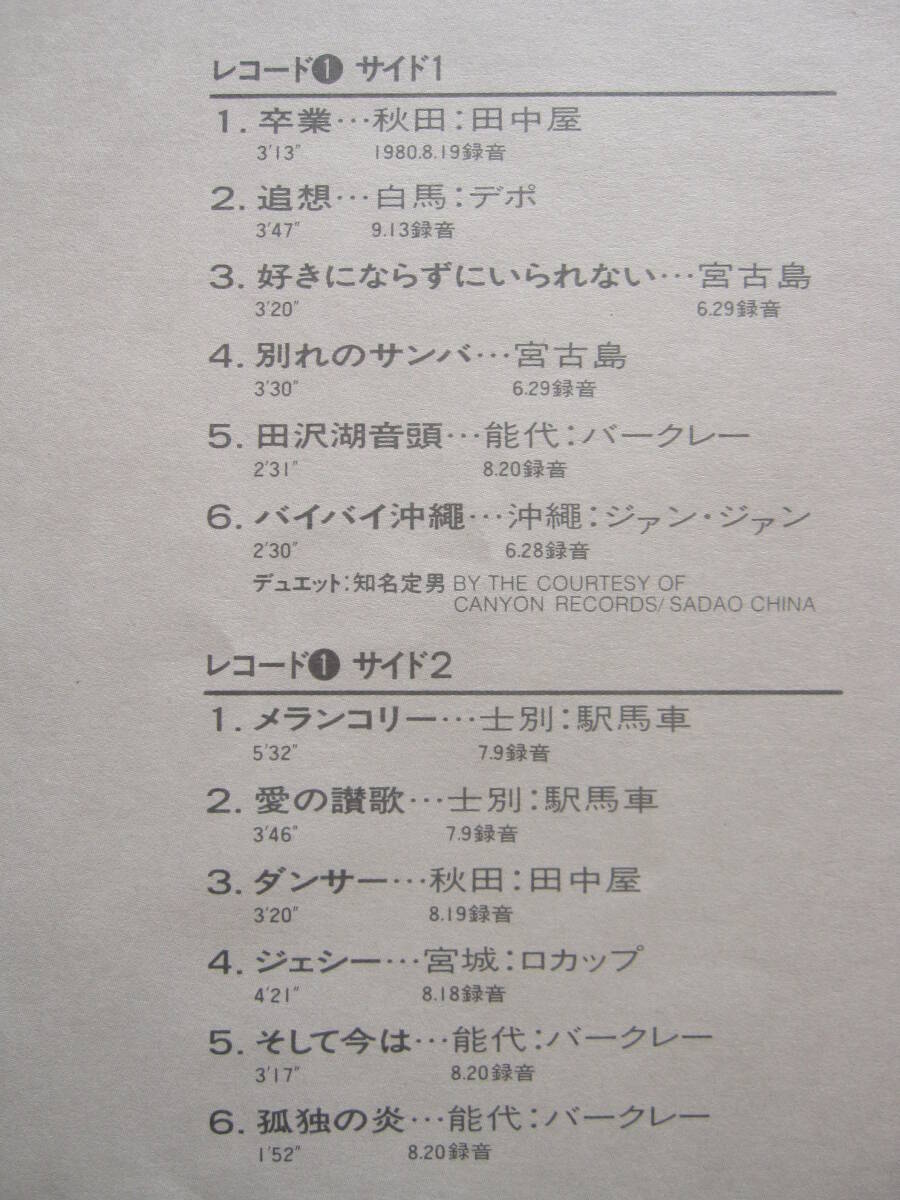 レコード❶ サイド1
1. 卒業…秋田：田中屋
3'13" 1980.8.19録音
2. 追想…白馬：デポ
3'47" 9.13録音
3. 好きにならずにいられない…宮古島
3'20" 6.29録音
4. 別れのサンバ…宮古島
3'30" 6.29録音
5. 田沢湖音頭…能代：バークレー
2'31" 8.20録音
6. バイバイ沖縄…沖縄：ジァン・ジァン
2'30" 6.28録音
デュエット：知名定男 BY THE COURTESY OF
CANYON RECORDS/ SADAO CHINA
レコード❶ サイド2
1. メランコリー…士別：駅馬車
5'32" 7.9録音
2. 愛の讃歌…士別：駅馬車
3'46" 7.9録音
3. ダンサー…秋田：田中屋
3'20" 8.19録音
4. ジェシー…宮城：ロカップ
4'21" 8.18録音
5. そして今は…能代：バークレー
3'17" 8.20録音
6. 孤独の炎…能代：バークレー
1'52" 8.20録音